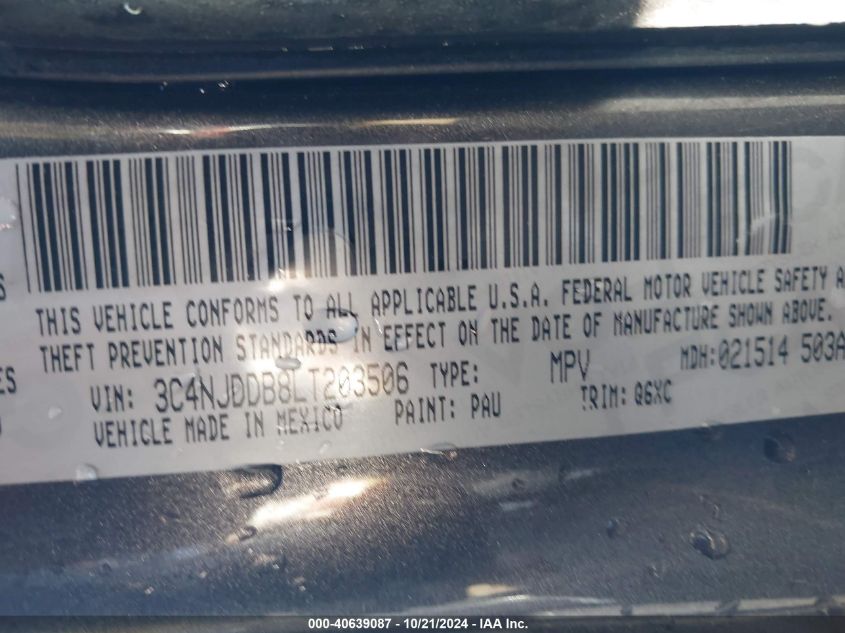 THIS VEHICLE CONFORMS TO ALL APPLICABLE U.S.A. FEDERAL MOTOR VEHICLE SAFETY A
THEFT PREVENTION STANDARDS IN EFFECT ON THE DATE OF MANUFACTURE SHOWN ABOVE.
VIN: 3C4NJDDB8LT203506 TYPE: MPV MDH:021514 503A
VEHICLE MADE IN MEXICO PAINT: PAU TRIM: Q6XC
000-40639087 - 10/21/2024 - IAA Inc.